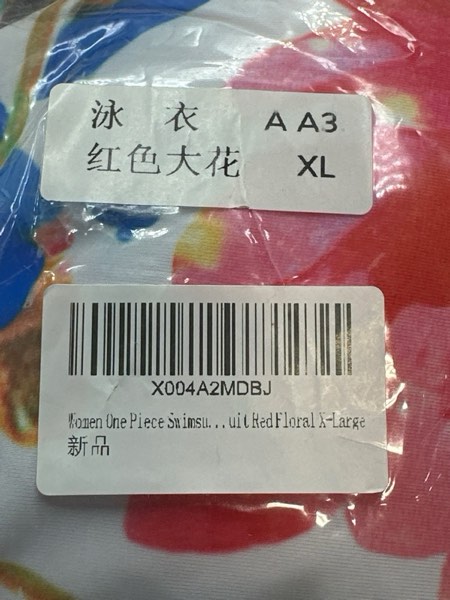 泳 衣 A A3
红色大花 XL
X004A2MDBJ
Women One Piece Swimsu...uit Red Floral X-Large
新品